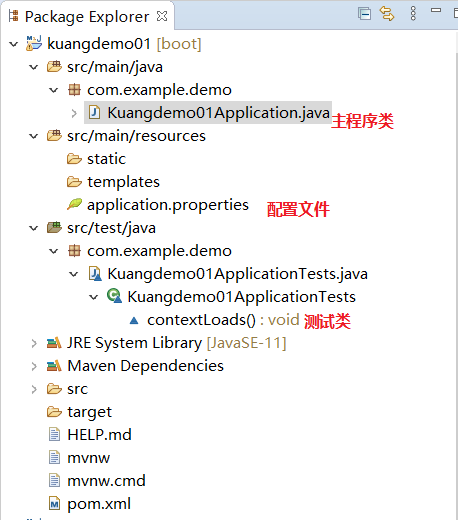 Package Explorer
kuangdemo01 [boot]
src/main/java
com.example.demo
Kuangdemo01Application.java 主程序类
src/main/resources
static
templates
application.properties 配置文件
src/test/java
com.example.demo
Kuangdemo01ApplicationTests.java
Kuangdemo01ApplicationTests
contextLoads() : void 测试类
JRE System Library [JavaSE-11]
Maven Dependencies
src
target
HELP.md
mvnw
mvnw.cmd
pom.xml